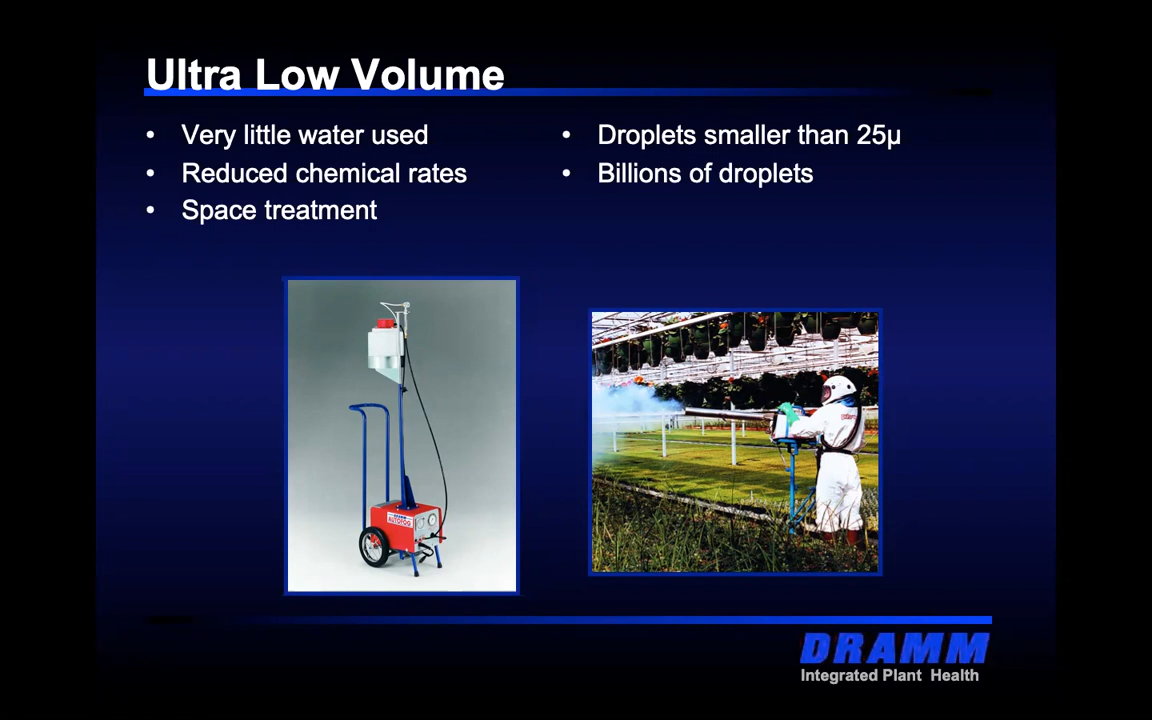 Ultra Low Volume
• Very little water used
• Reduced chemical rates
• Space treatment
• Droplets smaller than 25µ
• Billions of droplets
DRAMM
Integrated Plant Health